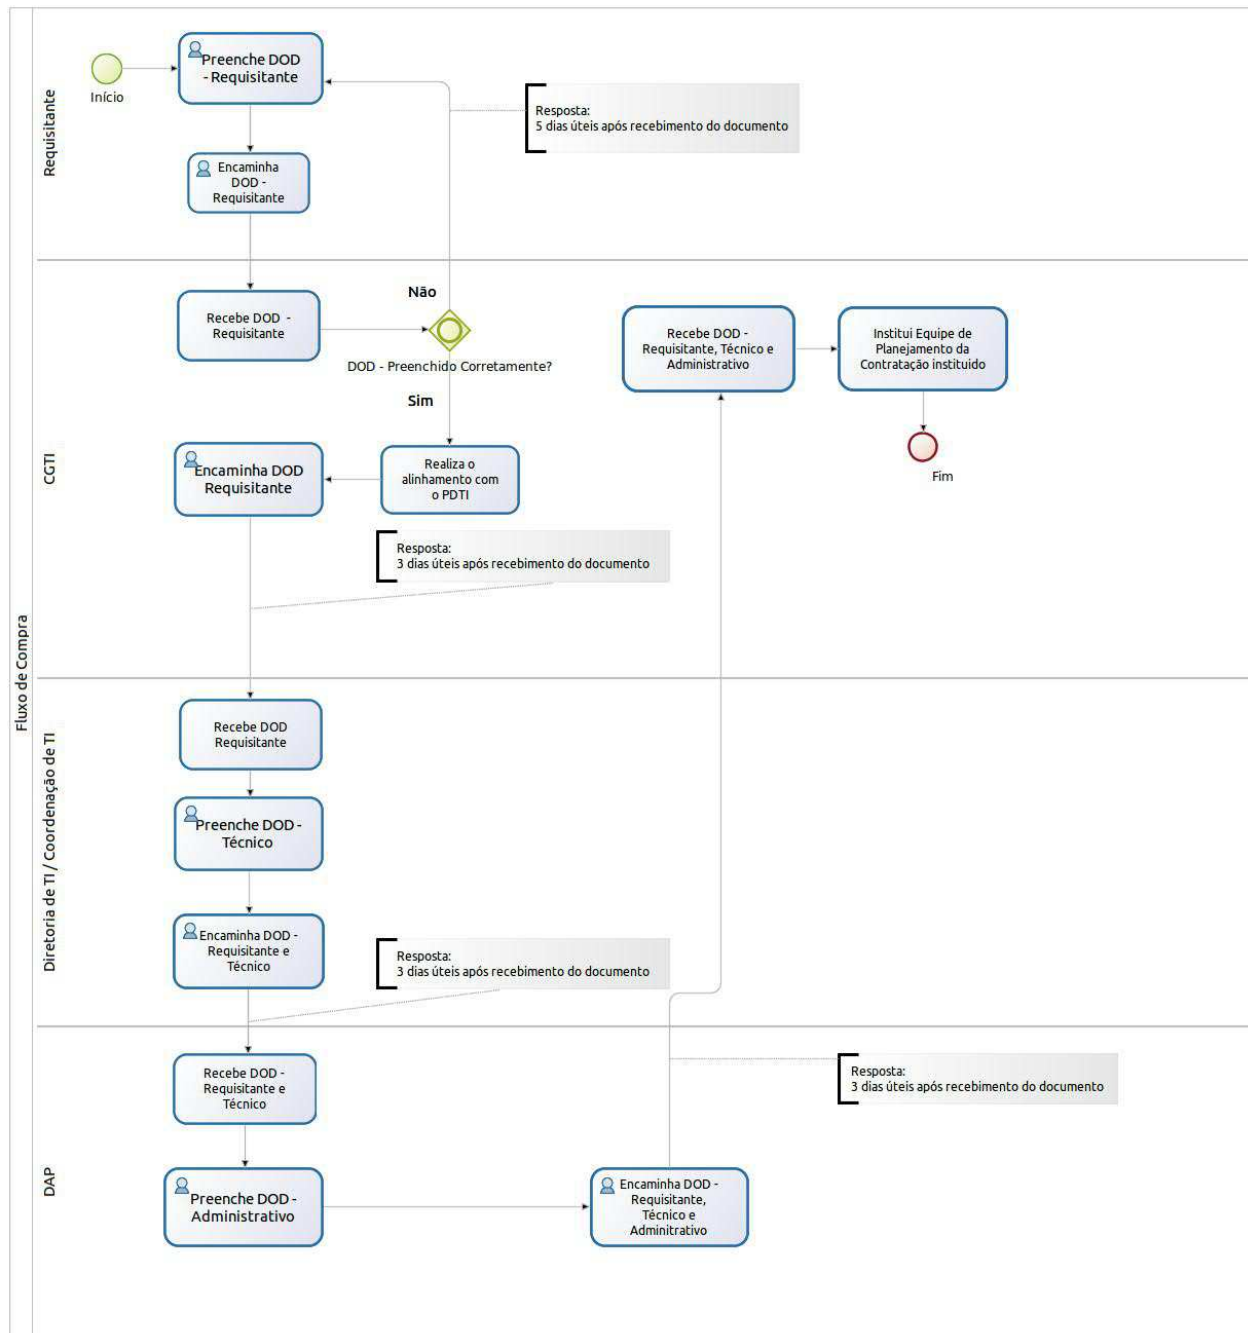 Fluxo de Compra
Requisitante
Início
Preenche DOD
- Requisitante
Resposta:
5 dias úteis após recebimento do documento
Encaminha
DOD -
Requisitante
CGTI
Recebe DOD -
Requisitante
Não
DOD - Preenchido Corretamente?
Sim
Recebe DOD -
Requisitante, Técnico e
Administrativo
Institui Equipe de
Planejamento da
Contratação instituido
Fim
Encaminha DOD
Requisitante
Realiza o
alinhamento com
o PDTI
Resposta:
3 dias úteis após recebimento do documento
Diretoria de TI / Coordenação de TI
Recebe DOD
Requisitante
Preenche DOD -
Técnico
Encaminha DOD -
Requisitante e
Técnico
Resposta:
3 dias úteis após recebimento do documento
DAP
Recebe DOD -
Requisitante e
Técnico
Resposta:
3 dias úteis após recebimento do documento
Preenche DOD -
Administrativo
Encaminha DOD -
Requisitante,
Técnico e
Adminitrativo